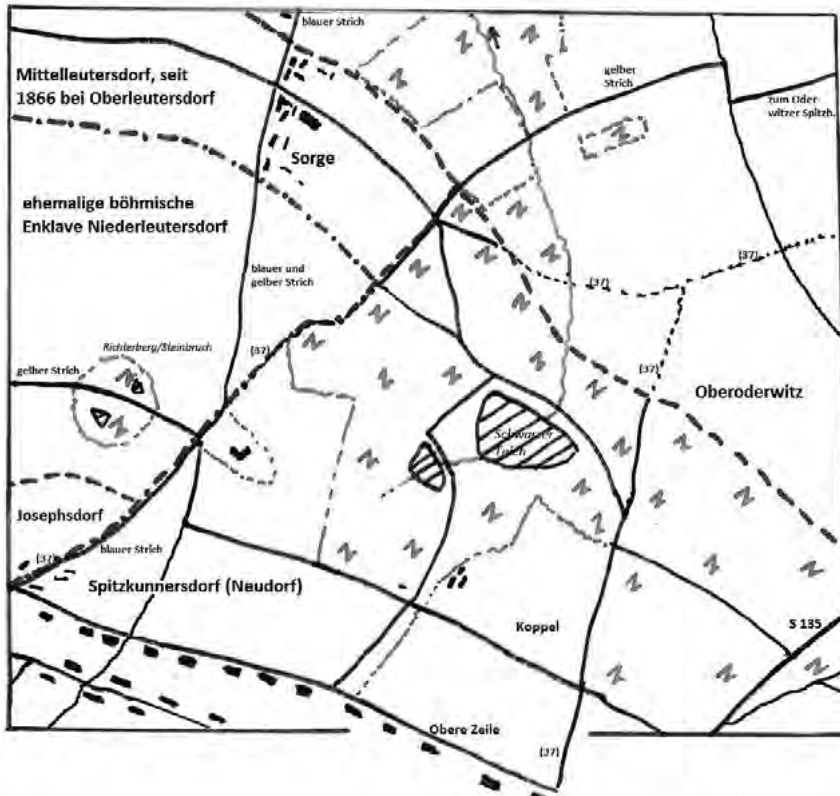 blauer Strich
Mittelleutersdorf, seit
1866 bei Oberleutersdorf
gelber
Strich
zum Oder-
witzer Spitzb.
Sorge
ehemalige böhmische
Enklave Niederleutersdorf
blauer und
gelber Strich
(37)
(37)
Richterberg/Steinbruch
(37)
gelber Strich
(37)
Oberoderwitz
Schwarzer
Teich
Josephsdorf
blauer Strich
(37)
Spitzkunnersdorf (Neudorf)
Koppel
S 135
Obere Zeile
(37)